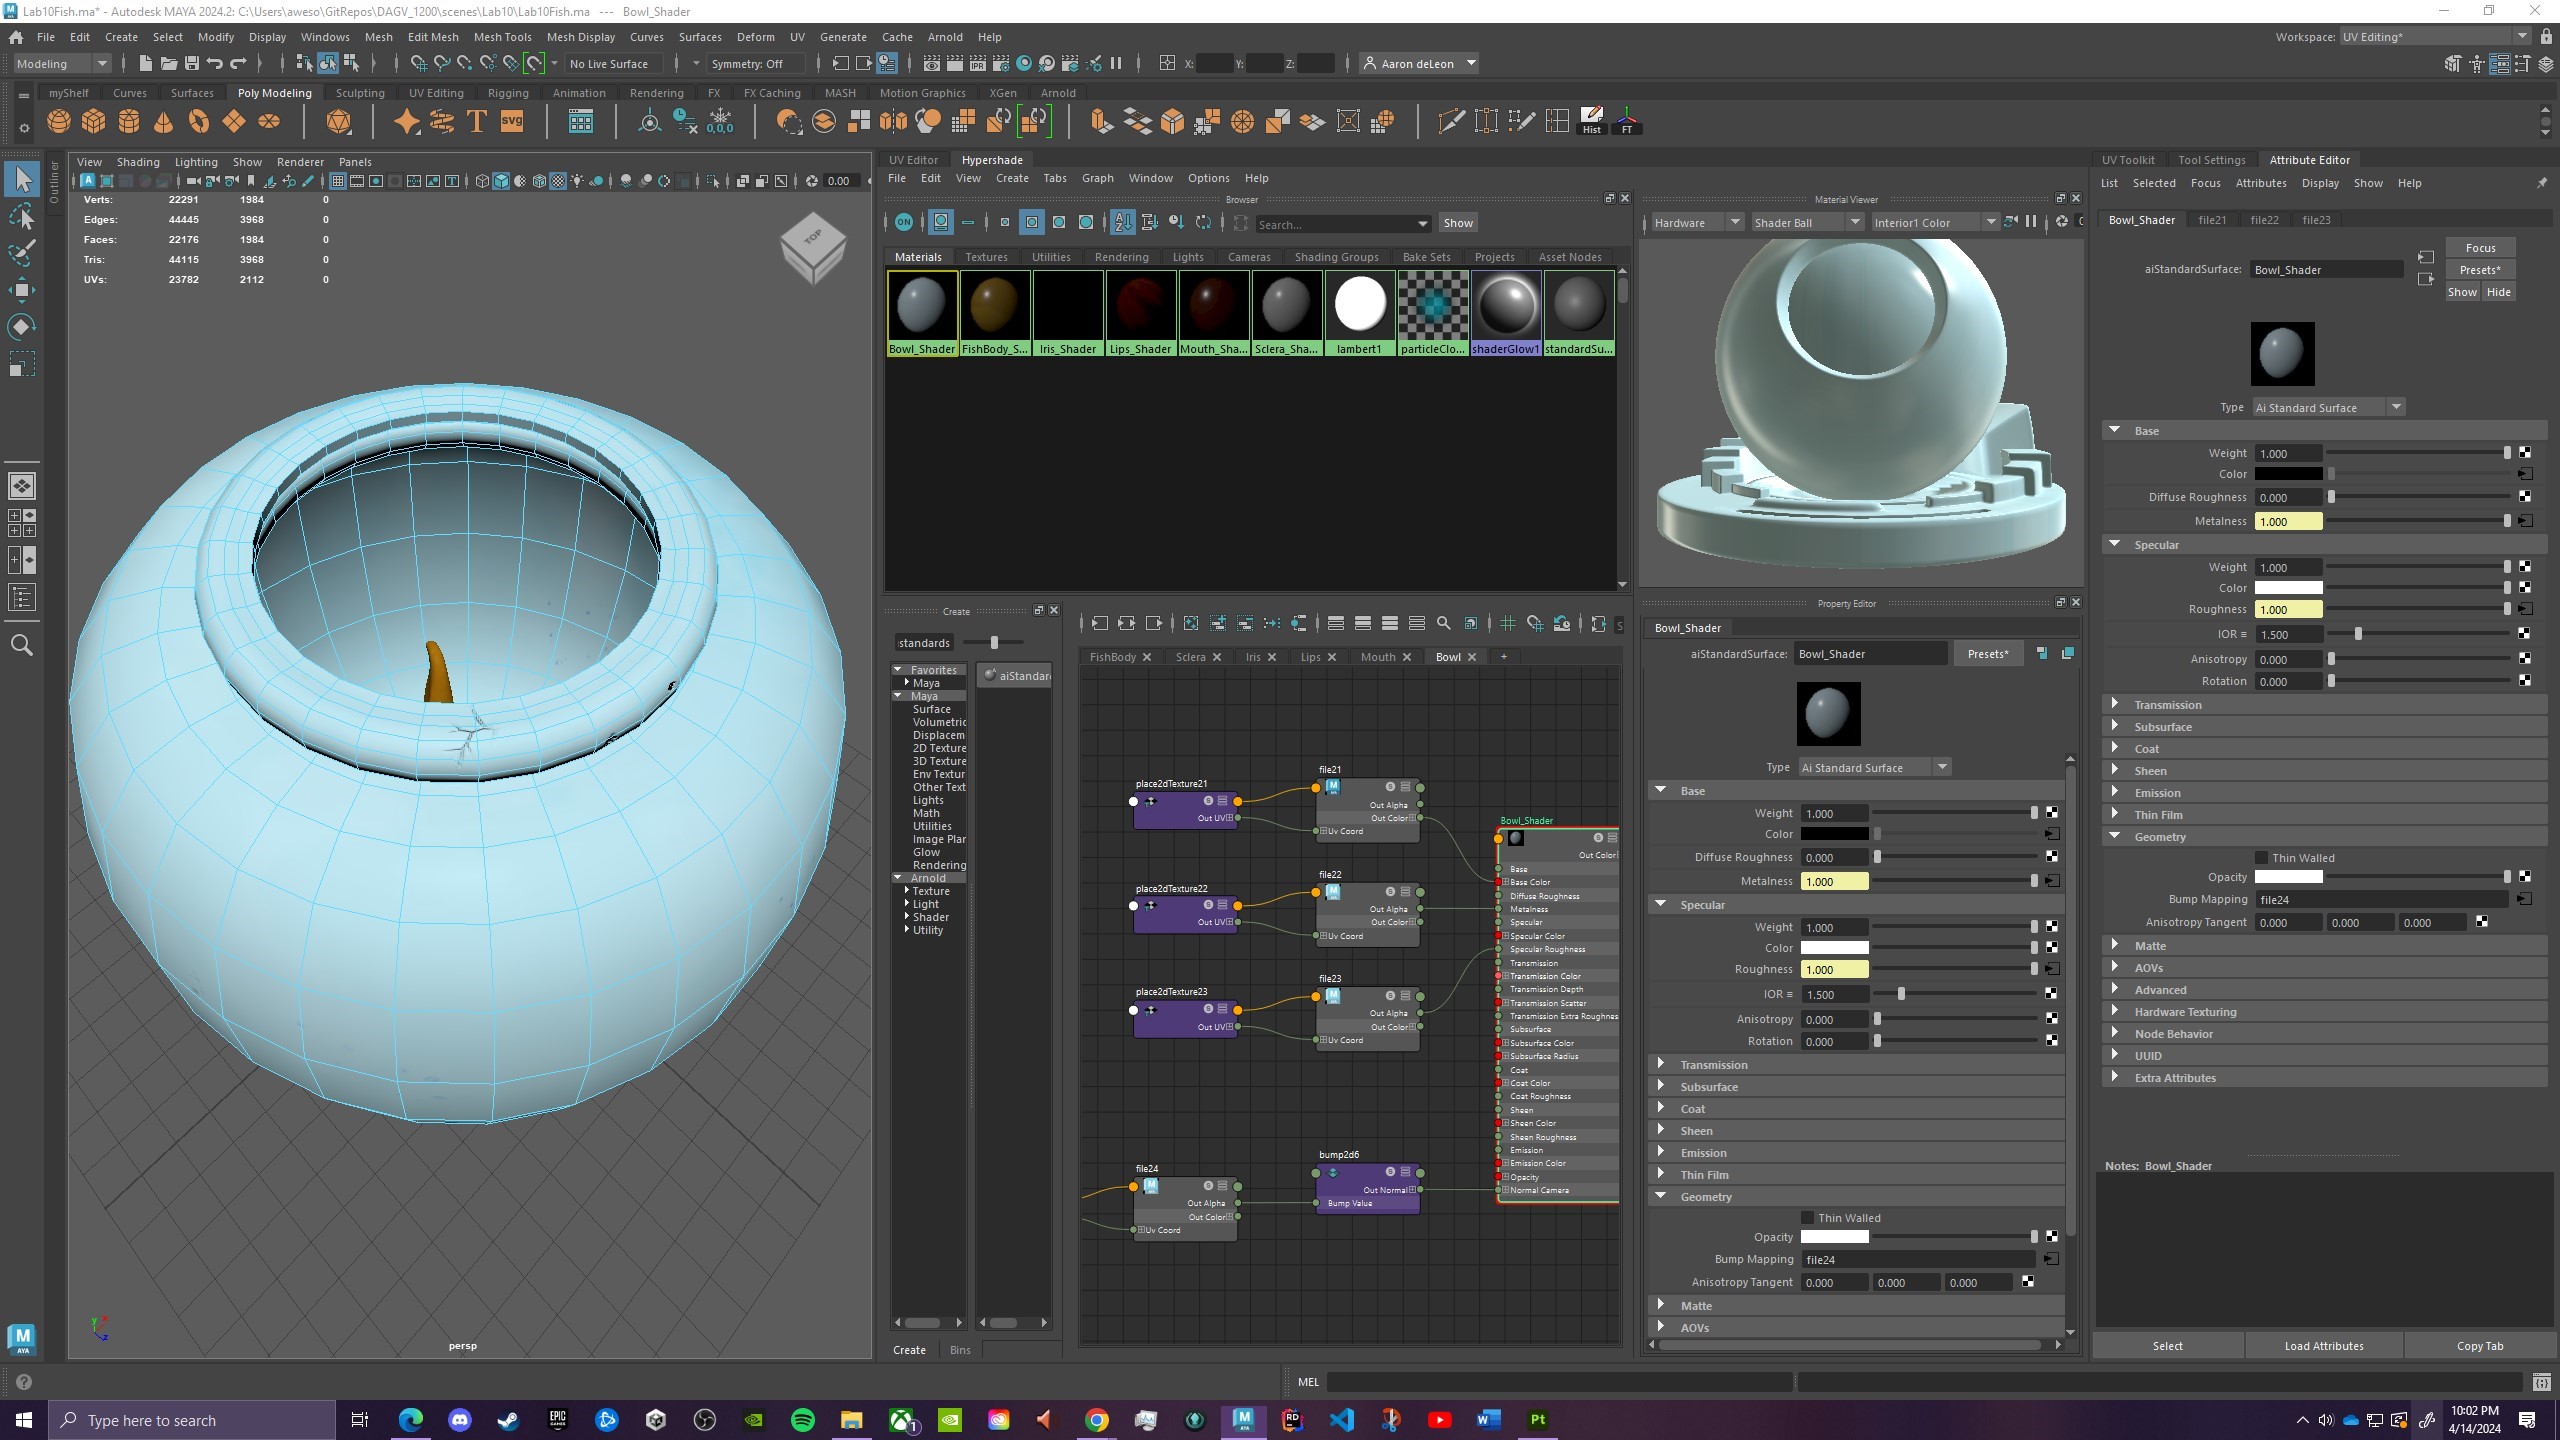 Lab10Fish.ma* - Autodesk MAYA 2024.2: C:\Users\aweso\GitRepos\DAGV_1200\scenes\Lab10\Lab10Fish.ma --- Bowl_Shader
File Edit Create Select Modify Display Windows Mesh Edit Mesh Mesh Tools Mesh Display Curves Surfaces Deform UV Generate Cache Arnold Help
Workspace: UV Editing*
Modeling No Live Surface Symmetry: Off X: Y: Z: Aaron deLeon
myShelf Curves Surfaces Poly Modeling Sculpting UV Editing Rigging Animation Rendering FX FX Caching MASH Motion Graphics XGen Arnold
T SVG 0,0,0 Hist FT
Outliner
View Shading Lighting Show Renderer Panels
0.00
Verts: 22291 1984 0
Edges: 44445 3968 0
Faces: 22176 1984 0
Tris: 44115 3968 0
UVs: 23782 2112 0
TOP
persp
y x z
UV Editor Hypershade
File Edit View Create Tabs Graph Window Options Help
Browser
ON Search... Show
Materials Textures Utilities Rendering Lights Cameras Shading Groups Bake Sets Projects Asset Nodes
Bowl_Shader FishBody_S... Iris_Shader Lips_Shader Mouth_Sha... Sclera_Sha... lambert1 particleClo... shaderGlow1 standardSu...
Material Viewer
Hardware Shader Ball Interior1 Color
Create
standards
Favorites
Maya
Maya
Surface
Volumetric
Displacem
2D Texture
3D Texture
Env Textur
Other Text
Lights
Math
Utilities
Image Plar
Glow
Rendering
Arnold
Texture
Light
Shader
Utility
aiStandar
Create Bins
FishBody Sclera Iris Lips Mouth Bowl +
place2dTexture21
Out UV
file21
Out Alpha
Out Color
Uv Coord
place2dTexture22
Out UV
file22
Out Alpha
Out Color
Uv Coord
place2dTexture23
Out UV
file23
Out Alpha
Out Color
Uv Coord
file24
Out Alpha
Out Color
Uv Coord
bump2d6
Out Normal
Bump Value
Bowl_Shader
Out Color
Base
Base Color
Diffuse Roughness
Metalness
Specular
Specular Color
Specular Roughness
Transmission
Transmission Color
Transmission Depth
Transmission Scatter
Transmission Extra Roughnes
Subsurface
Subsurface Color
Subsurface Radius
Coat
Coat Color
Coat Roughness
Sheen
Sheen Color
Sheen Roughness
Emission
Emission Color
Opacity
Normal Camera
Property Editor
Bowl_Shader
aiStandardSurface: Bowl_Shader Presets*
Type Ai Standard Surface
Base
Weight 1.000
Color
Diffuse Roughness 0.000
Metalness 1.000
Specular
Weight 1.000
Color
Roughness 1.000
IOR 1.500
Anisotropy 0.000
Rotation 0.000
Transmission
Subsurface
Coat
Sheen
Emission
Thin Film
Geometry
Thin Walled
Opacity
Bump Mapping file24
Anisotropy Tangent 0.000 0.000 0.000
Matte
AOVs
UV Toolkit Tool Settings Attribute Editor
List Selected Focus Attributes Display Show Help
Bowl_Shader file21 file22 file23
Focus
aiStandardSurface: Bowl_Shader Presets*
Show Hide
Type Ai Standard Surface
Base
Weight 1.000
Color
Diffuse Roughness 0.000
Metalness 1.000
Specular
Weight 1.000
Color
Roughness 1.000
IOR 1.500
Anisotropy 0.000
Rotation 0.000
Transmission
Subsurface
Coat
Sheen
Emission
Thin Film
Geometry
Thin Walled
Opacity
Bump Mapping file24
Anisotropy Tangent 0.000 0.000 0.000
Matte
AOVs
Advanced
Hardware Texturing
Node Behavior
UUID
Extra Attributes
Notes: Bowl_Shader
Select Load Attributes Copy Tab
MEL
Type here to search
10:02 PM
4/14/2024